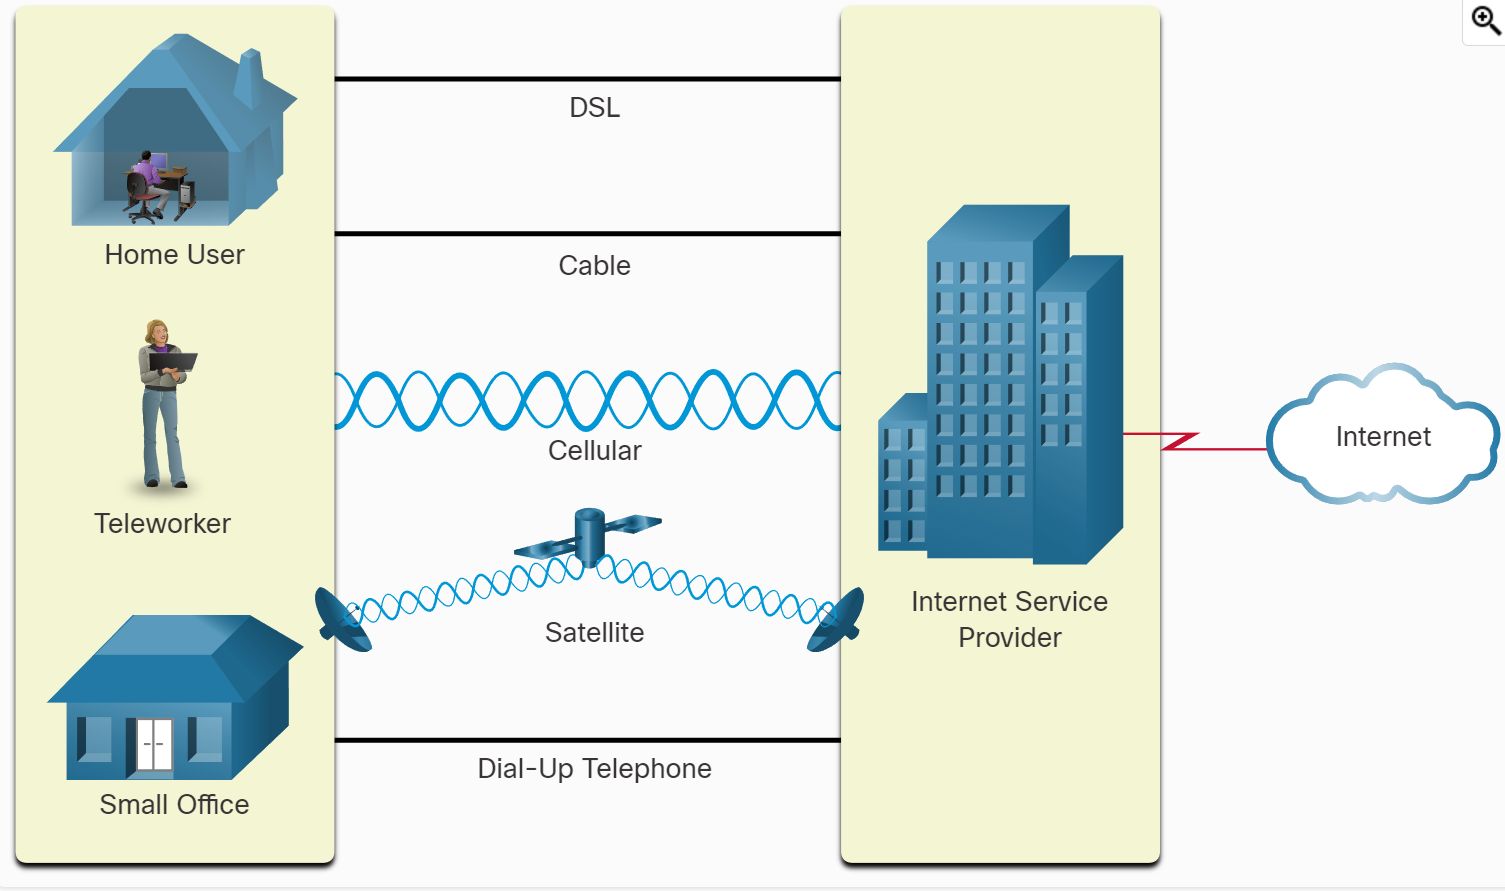 Home User
Teleworker
Small Office
DSL
Cable
Cellular
Satellite
Dial-Up Telephone
Internet Service
Provider
Internet